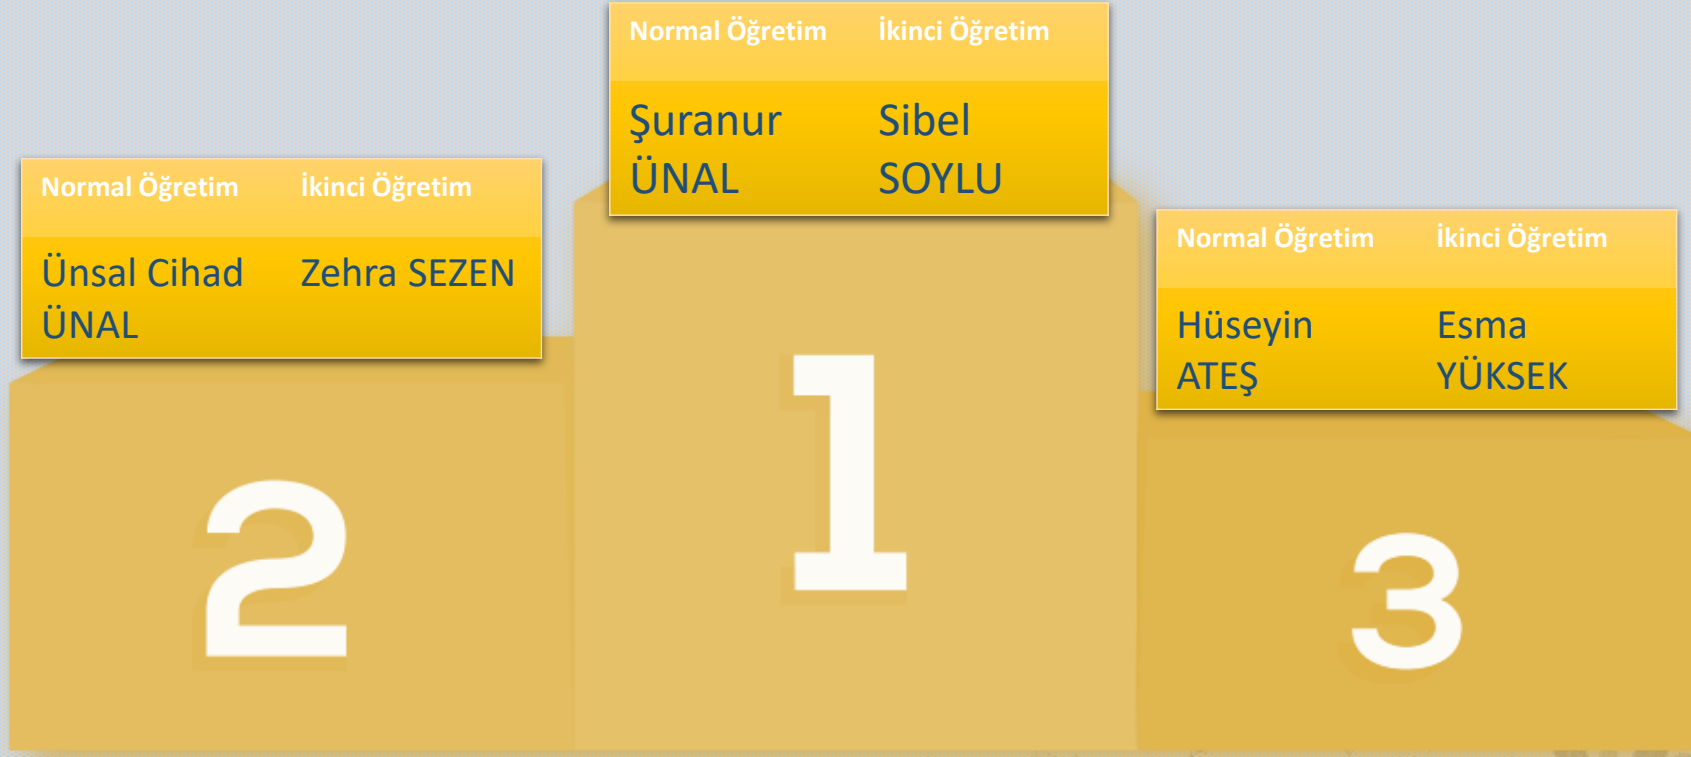 Normal Öğretim İkinci Öğretim
Şuranur Sibel
ÜNAL SOYLU
Normal Öğretim İkinci Öğretim
Ünsal Cihad Zehra SEZEN
ÜNAL
Normal Öğretim İkinci Öğretim
Hüseyin Esma
ATEŞ YÜKSEK
1
2
3